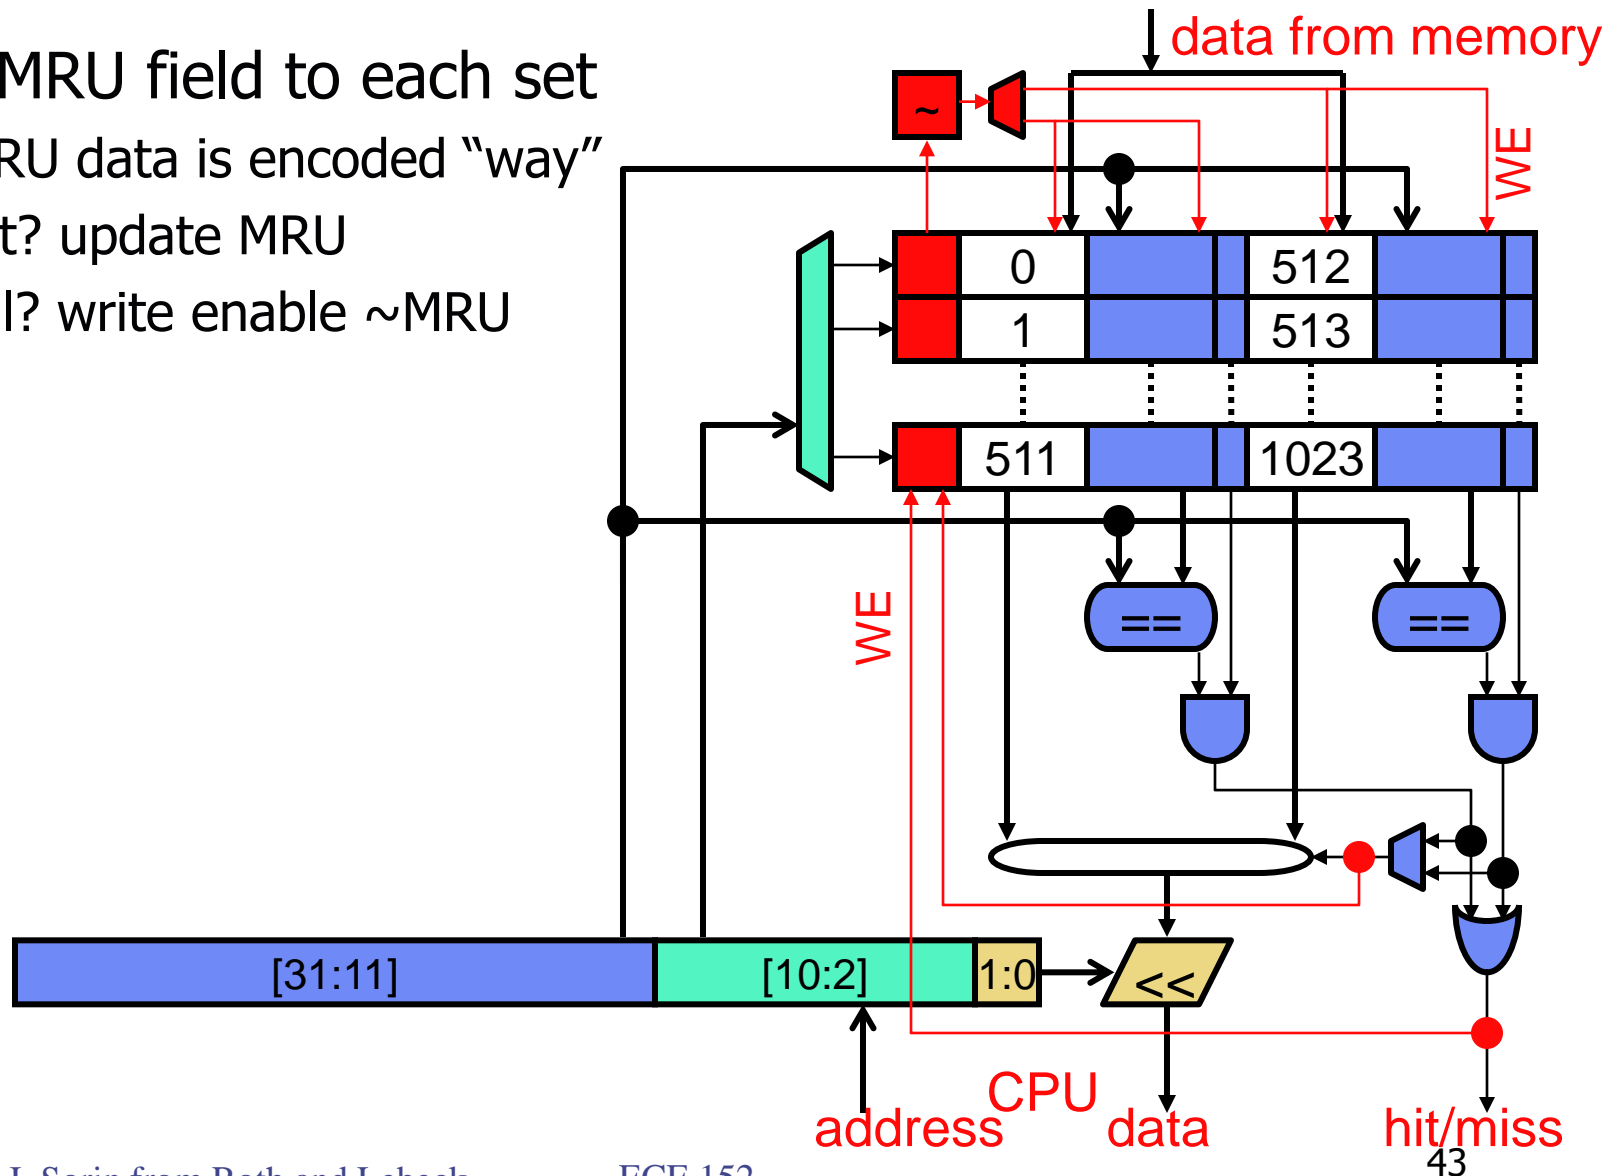 data from memory
MRU field to each set
RU data is encoded “way”
t? update MRU
l? write enable ~MRU
~
WE
0
512
1
513
511
1023
WE
==
==
[31:11]
[10:2]
1:0
<<
CPU
address
data
hit/miss
43